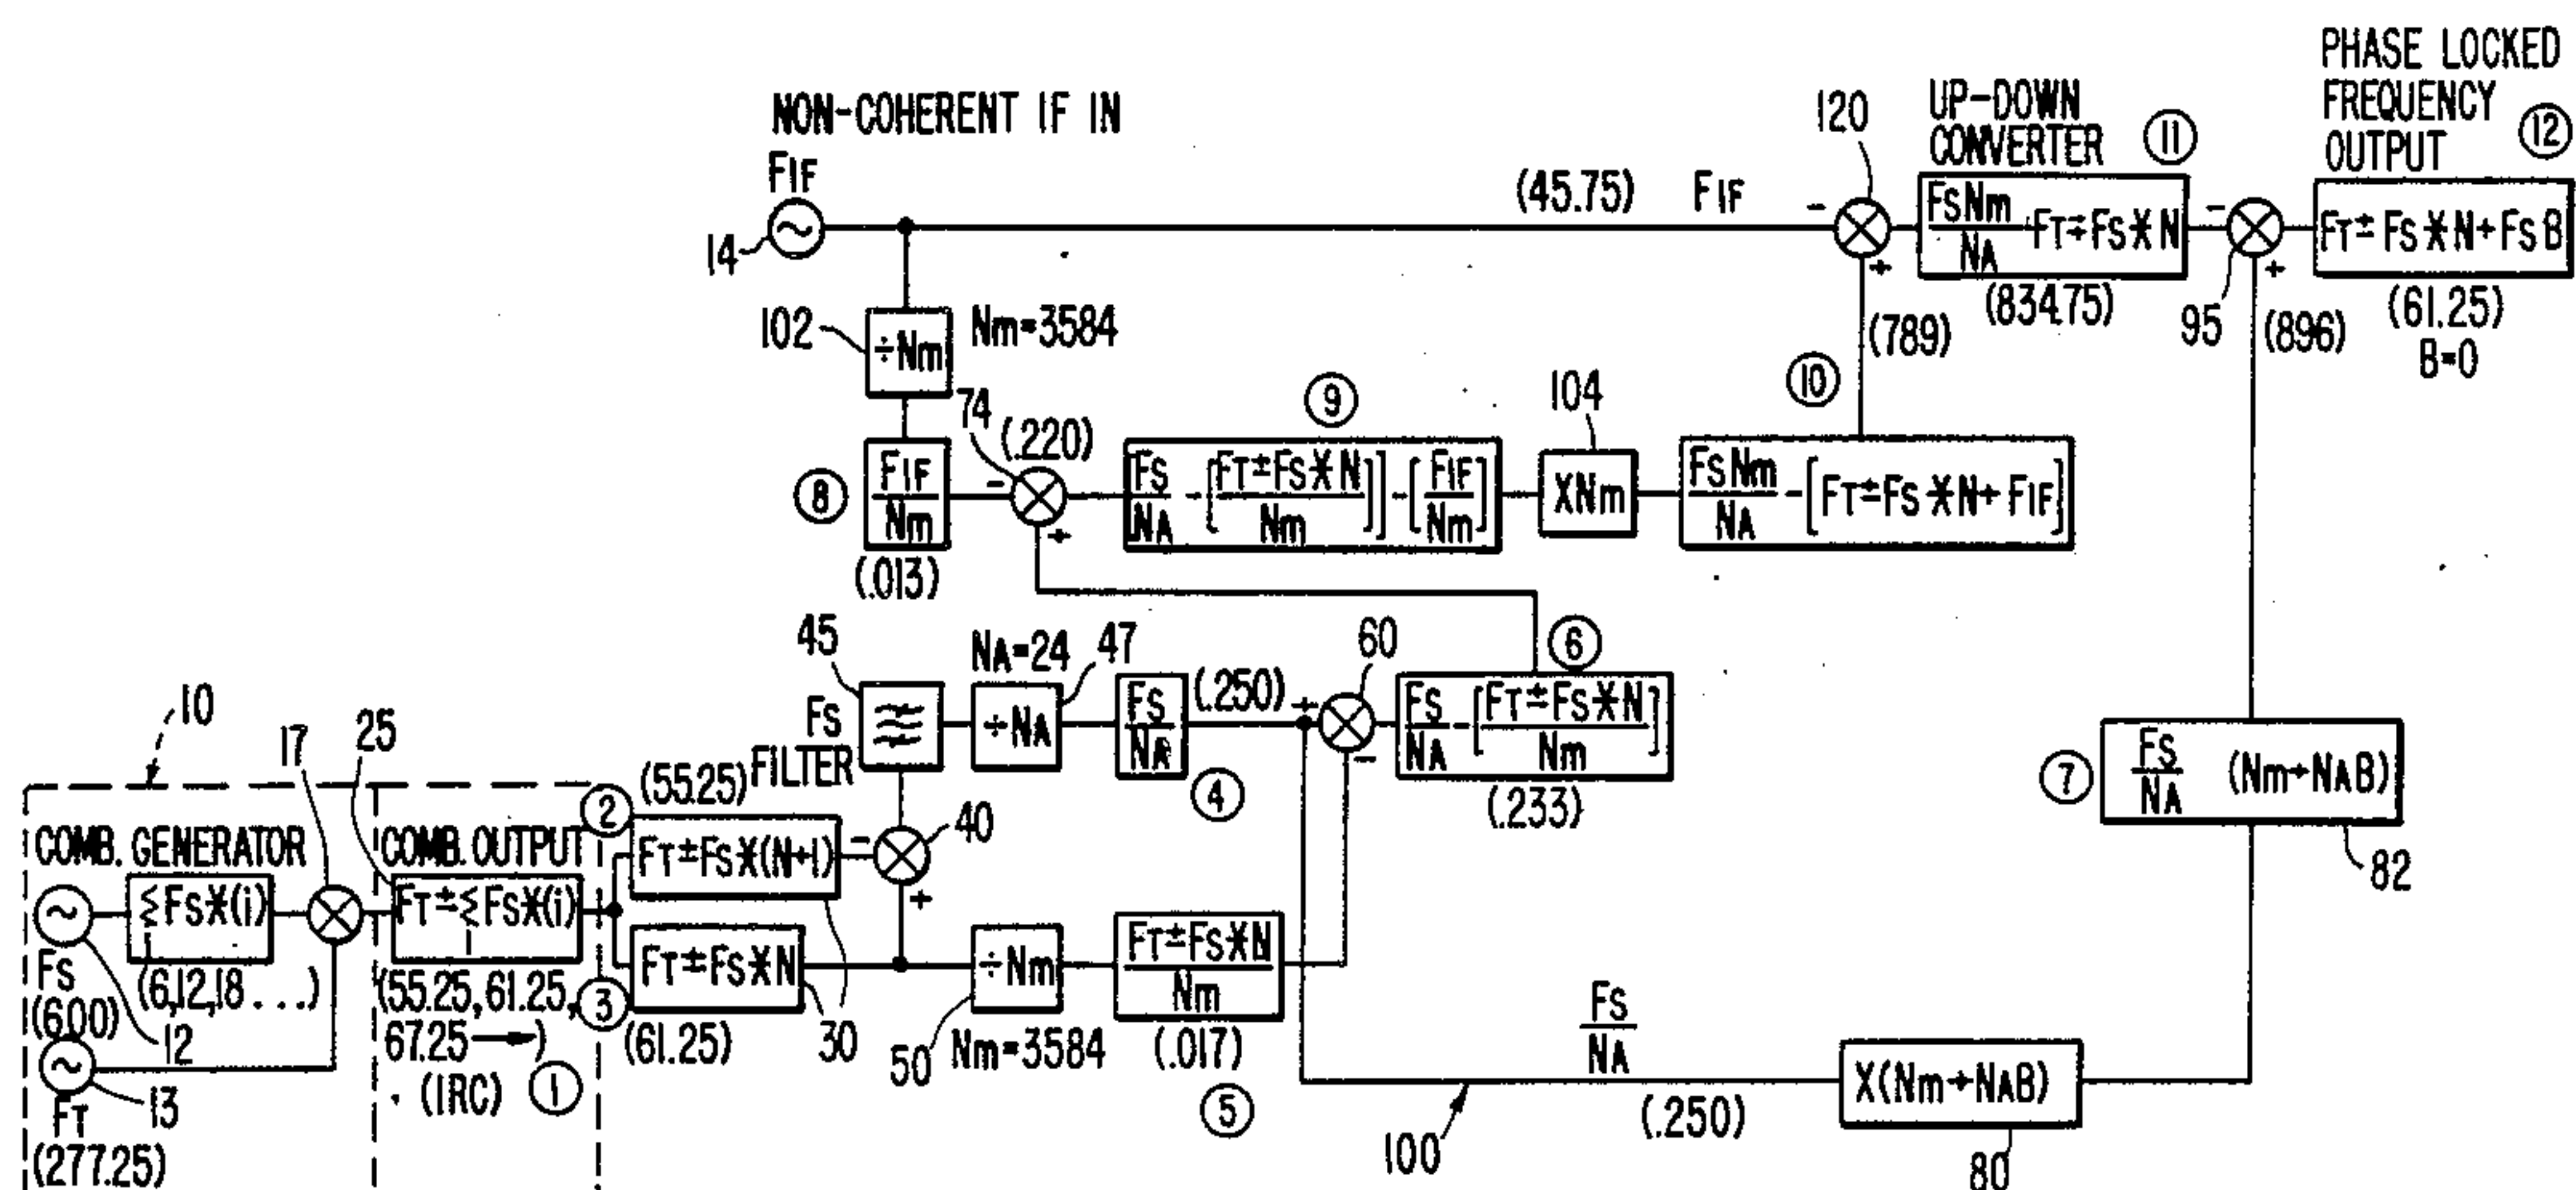 NON-COHERENT IF IN
FIF
14
(45.75) FIF
120
UP-DOWN
CONVERTER
11
PHASE LOCKED
FREQUENCY
OUTPUT
12
-
+
FsNm
NA
-FT∓Fs*N
(834.75)
-
+
95
(896)
FT±Fs*N+FsB
(61.25)
B=0
102
÷Nm
Nm=3584
(789)
10
74
(.220)
9
104
8
FIF
Nm
(.013)
-
+
[Fs/NA -[FT±Fs*N/Nm]]-[FIF/Nm]
XNm
FsNm/NA -[FT±Fs*N+FIF]
45
Fs
FILTER
NA=24
47
÷NA
Fs
NA
(.250)
4
+
-
60
6
Fs/NA -[FT±Fs*N/Nm]
(.233)
7
Fs/NA (Nm+NAB)
82
10
17
25
COMB. GENERATOR
COMB. OUTPUT
2
(55.25)
FT±Fs*(N+1)
-
+
40
Σ Fs*(i)
1
FT±Σ Fs*(i)
1
Fs
(6.00)
12
(6,12,18...)
(55.25,61.25,
67.25→)
(IRC)
1
3
FT±Fs*N
(61.25)
30
50
÷Nm
Nm=3584
FT±Fs*N
Nm
(.017)
5
13
FT
(277.25)
Fs
NA
(.250)
100
X(Nm+NAB)
80